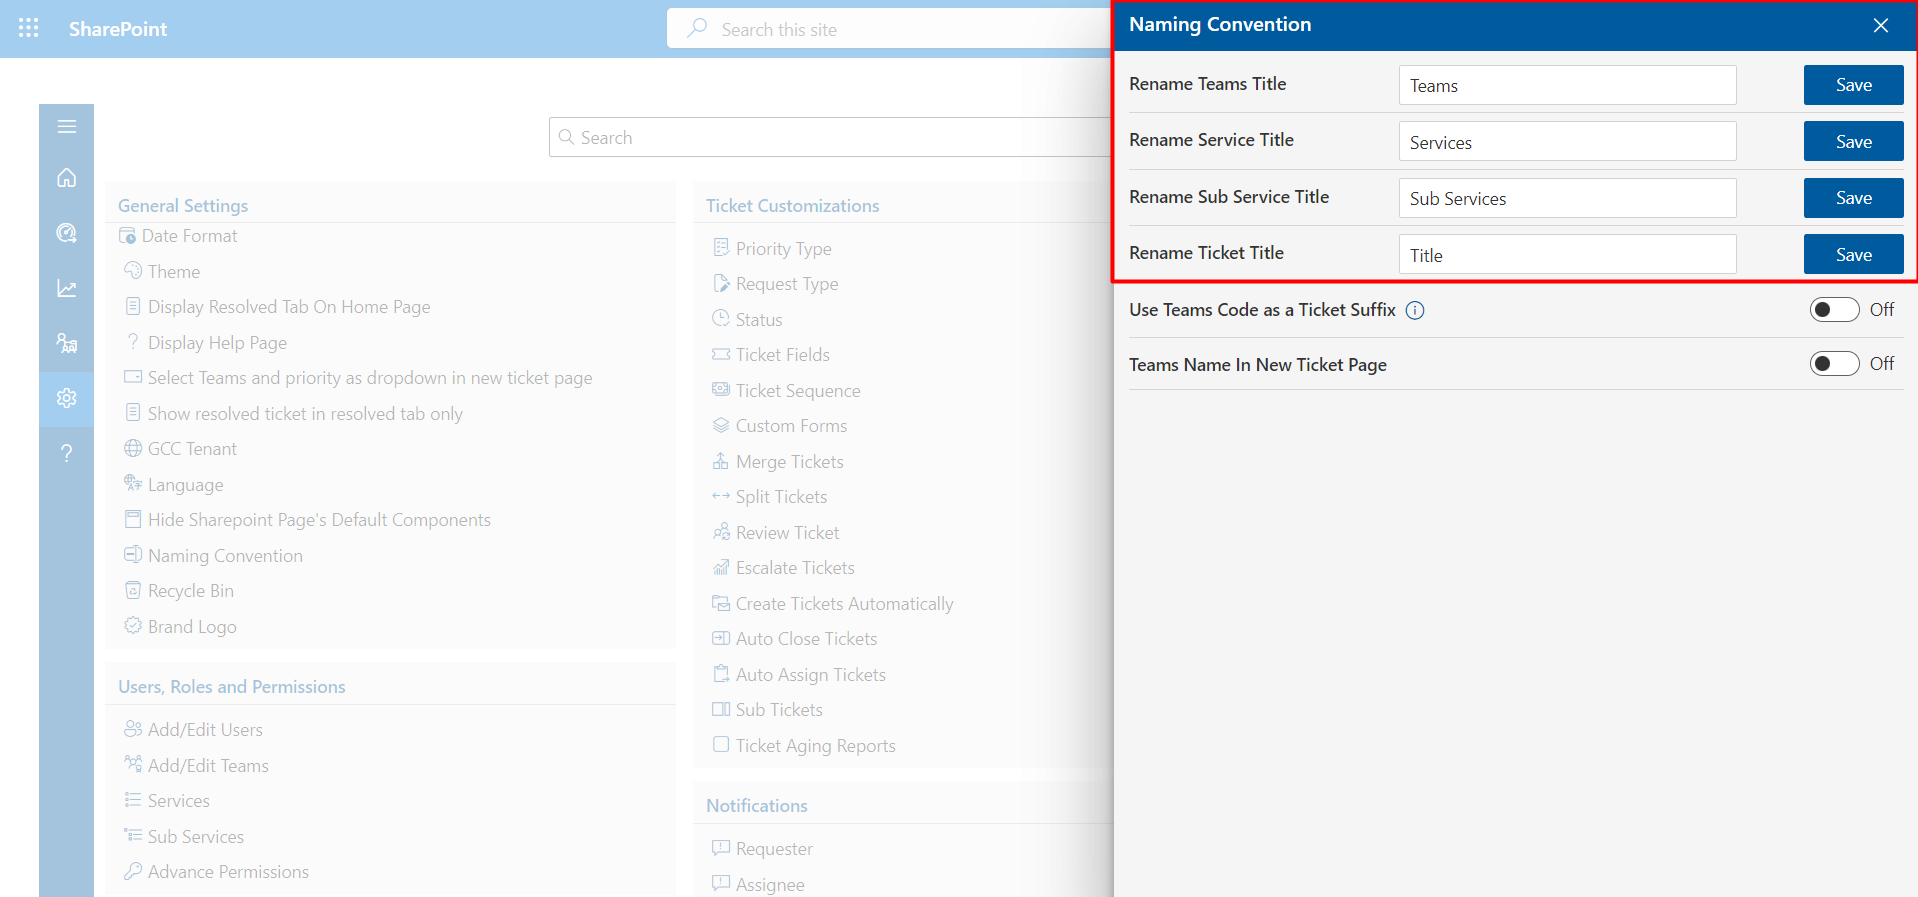 SharePoint
Search this site
Search
General Settings
Date Format
Theme
Display Resolved Tab On Home Page
Display Help Page
Select Teams and priority as dropdown in new ticket page
Show resolved ticket in resolved tab only
GCC Tenant
Language
Hide Sharepoint Page's Default Components
Naming Convention
Recycle Bin
Brand Logo
Users, Roles and Permissions
Add/Edit Users
Add/Edit Teams
Services
Sub Services
Advance Permissions
Ticket Customizations
Priority Type
Request Type
Status
Ticket Fields
Ticket Sequence
Custom Forms
Merge Tickets
Split Tickets
Review Ticket
Escalate Tickets
Create Tickets Automatically
Auto Close Tickets
Auto Assign Tickets
Sub Tickets
Ticket Aging Reports
Notifications
Requester
Assignee
Naming Convention
Rename Teams Title Teams Save
Rename Service Title Services Save
Rename Sub Service Title Sub Services Save
Rename Ticket Title Title Save
Use Teams Code as a Ticket Suffix Off
Teams Name In New Ticket Page Off